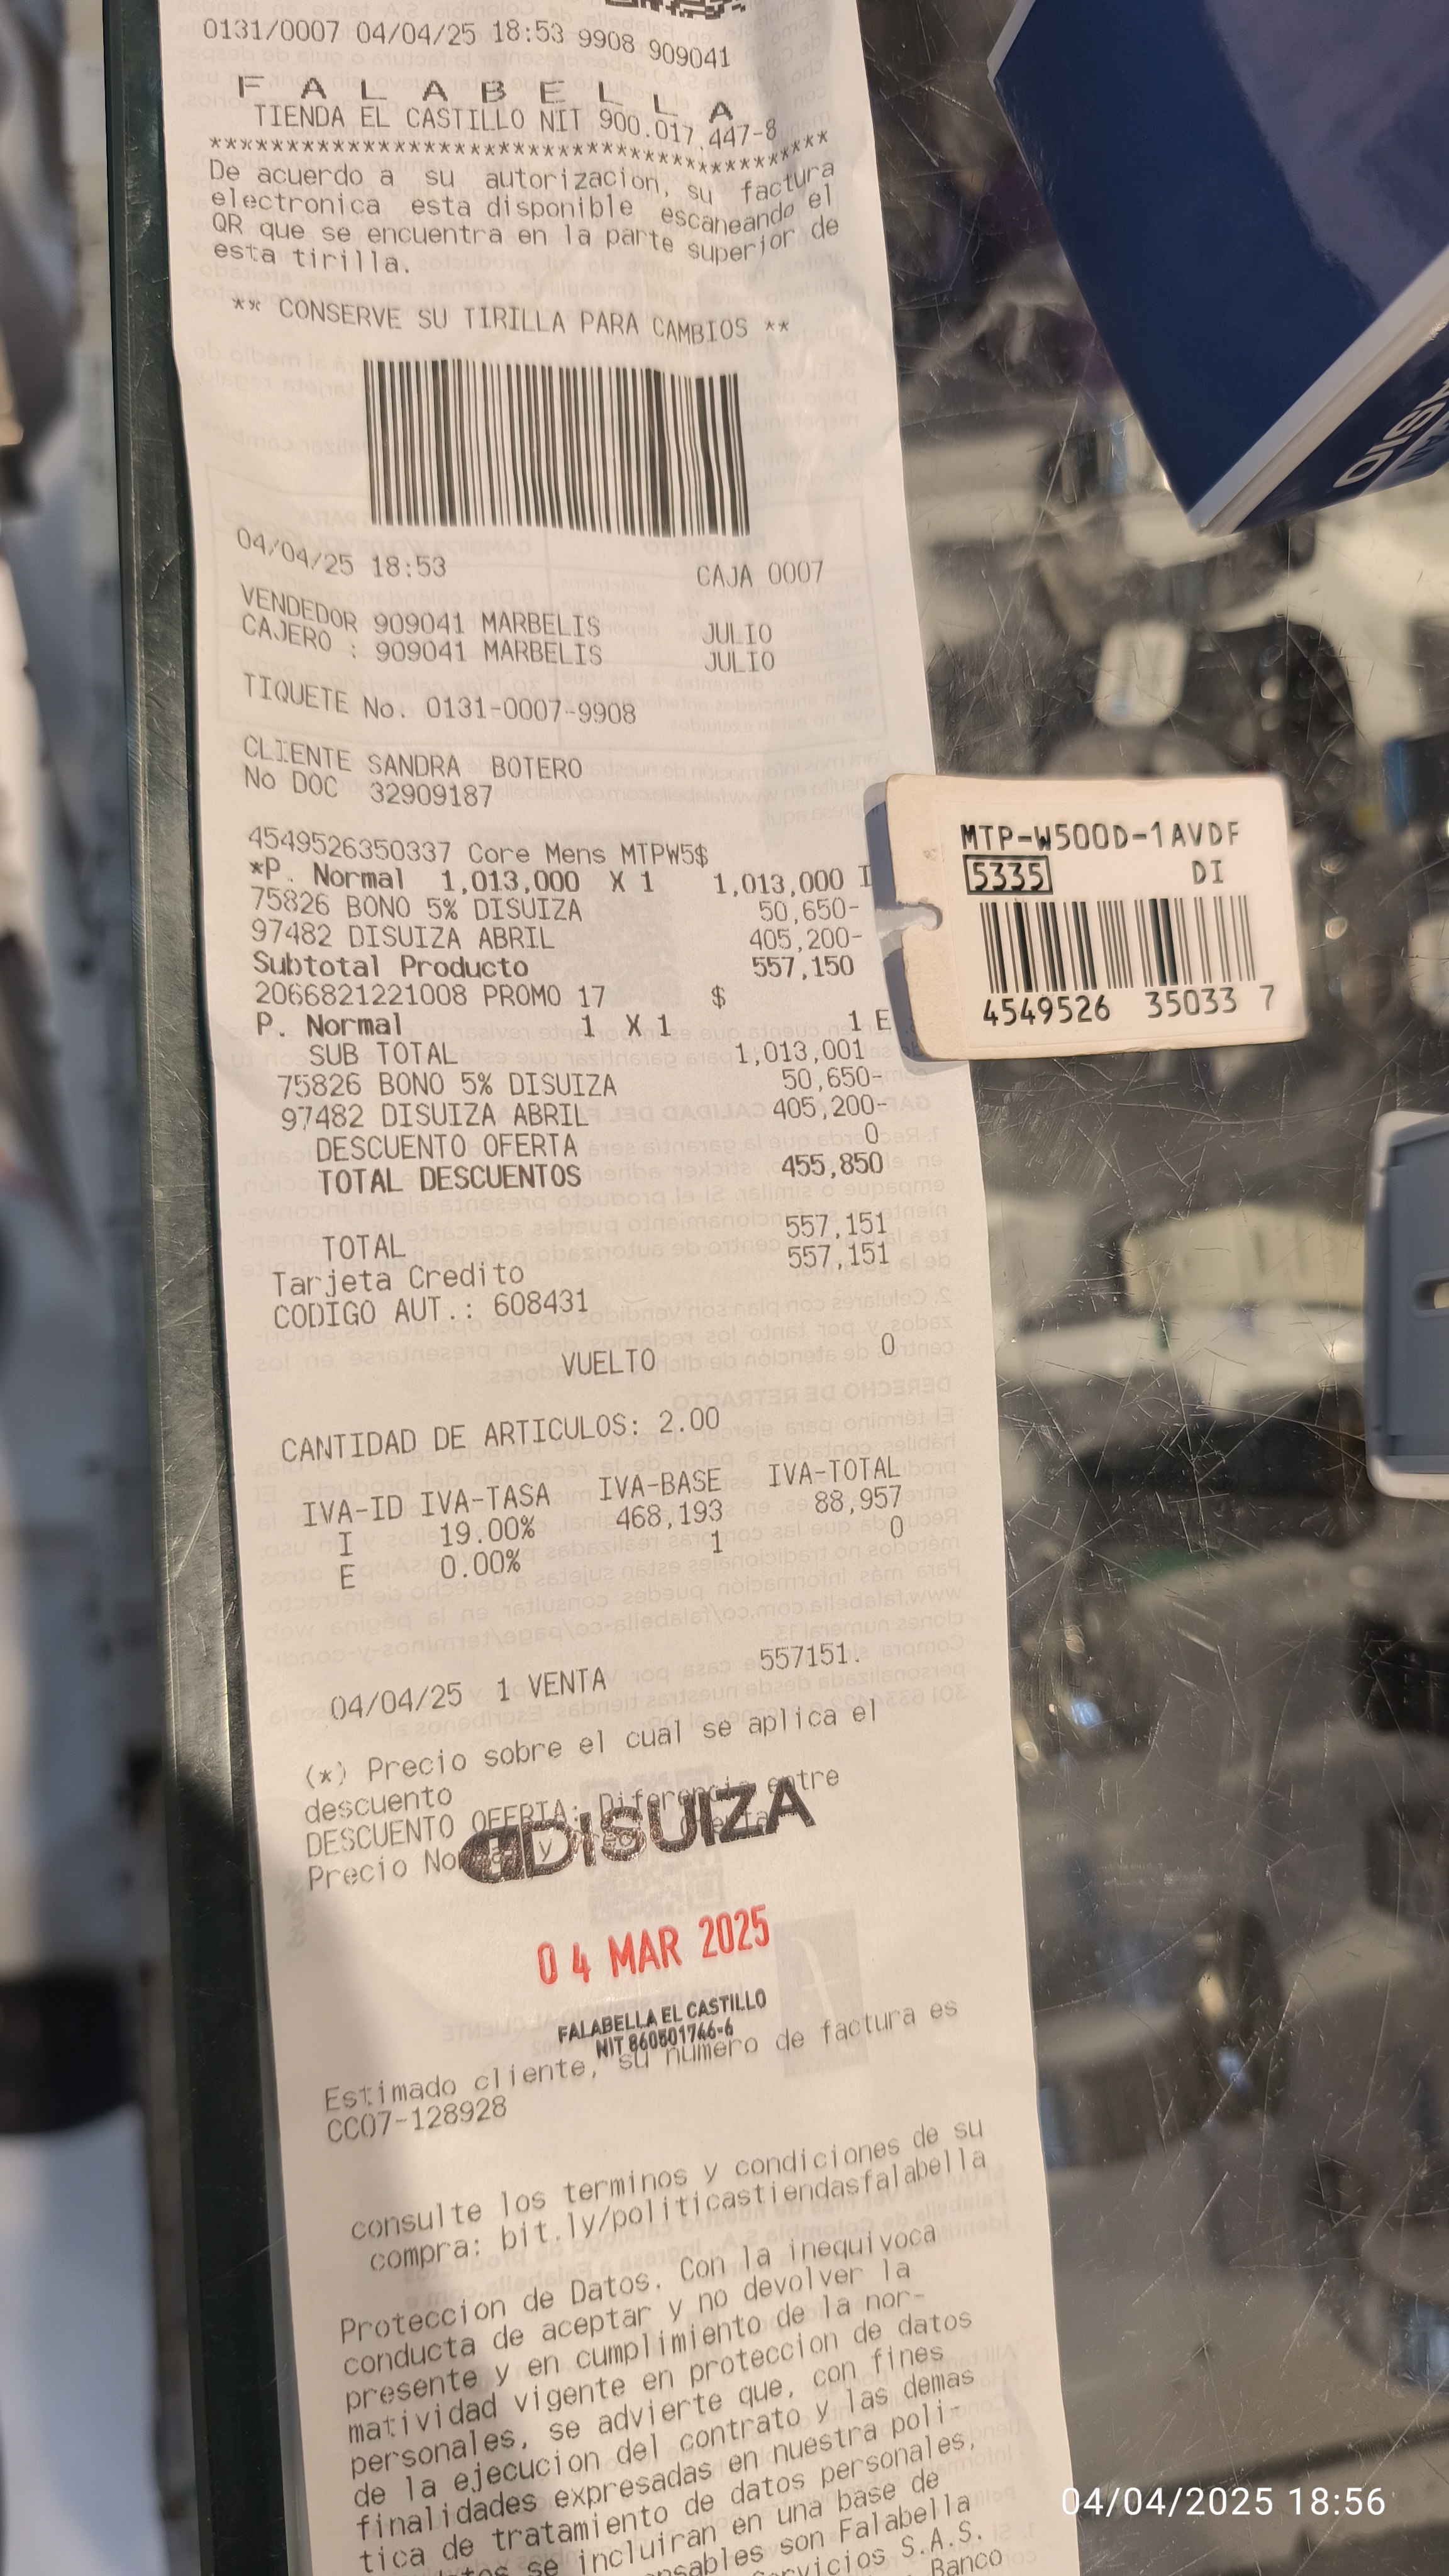 0131/0007 04/04/25 18:53 9908 909041
F A L A B E L L A
TIENDA EL CASTILLO NIT 900.017.447-8
****************************************
De acuerdo a su autorizacion, su factura
electronica esta disponible escaneando el
QR que se encuentra en la parte superior de
esta tirilla.
** CONSERVE SU TIRILLA PARA CAMBIOS **
04/04/25 18:53 CAJA 0007
VENDEDOR 909041 MARBELIS JULIO
CAJERO : 909041 MARBELIS JULIO
TIQUETE No. 0131-0007-9908
CLIENTE SANDRA BOTERO
No DOC 32909187
4549526350337 Core Mens MTPW5$
*P. Normal 1,013,000 X 1 1,013,000 I
75826 BONO 5% DISUIZA 50,650-
97482 DISUIZA ABRIL 405,200-
Subtotal Producto 557,150
2066821221008 PROMO 17 $
P. Normal 1 X 1 1 E
SUB TOTAL 1,013,001
75826 BONO 5% DISUIZA 50,650-
97482 DISUIZA ABRIL 405,200-
DESCUENTO OFERTA 0
TOTAL DESCUENTOS 455,850
TOTAL 557,151
Tarjeta Credito 557,151
CODIGO AUT.: 608431
VUELTO 0
CANTIDAD DE ARTICULOS: 2.00
IVA-ID IVA-TASA IVA-BASE IVA-TOTAL
I 19.00% 468,193 88,957
E 0.00% 1 0
04/04/25 1 VENTA 557151.
(*) Precio sobre el cual se aplica el
descuento
DESCUENTO OFERTA: Diferencia entre
Precio Normal y
DISUIZA
04 MAR 2025
FALABELLA EL CASTILLO
NIT 860501746-6
Estimado cliente, su numero de factura es
CC07-128928
consulte los terminos y condiciones de su
compra: bit.ly/politicastiendasfalabella
Proteccion de Datos. Con la inequivoca
conducta de aceptar y no devolver la
presente y en cumplimiento de la nor-
matividad vigente en proteccion de datos
personales, se advierte que, con fines
de la ejecucion del contrato y las demas
finalidades expresadas en nuestra poli-
tica de tratamiento de datos personales,
se incluiran en una base de
son Falabella
S.A.S.
Banco
MTP-W500D-1AVDF
5335 DI
4549526 35033 7
04/04/2025 18:56